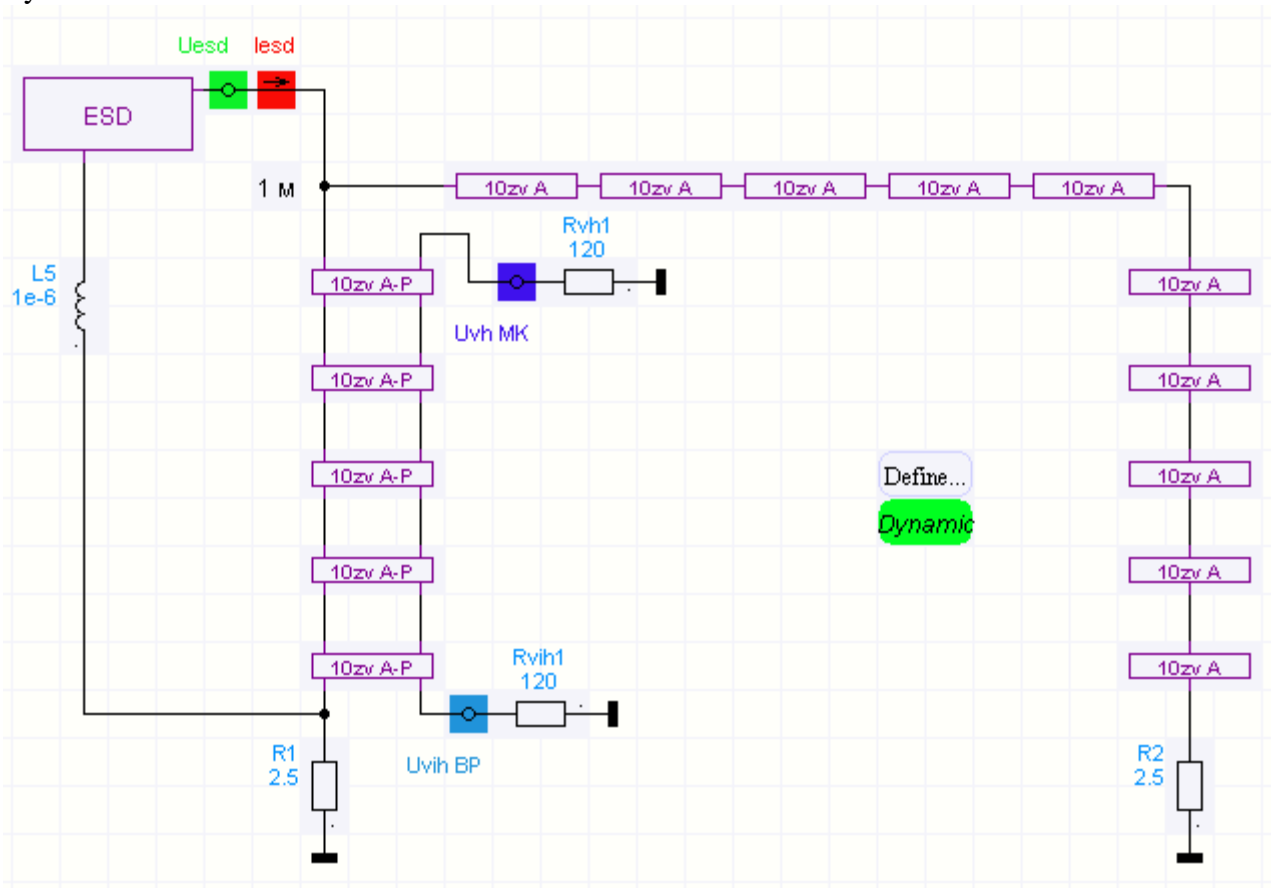 Uesd Iesd
ESD
1 м
10zv A 10zv A 10zv A 10zv A 10zv A
Rvh1
120
L5
1e-6
10zv A-P
10zv A
Uvh MK
10zv A-P
10zv A
10zv A-P
10zv A
Define...
Dynamic
10zv A-P
10zv A
10zv A-P
10zv A
Rvih1
120
Uvih BP
R1
2.5
R2
2.5